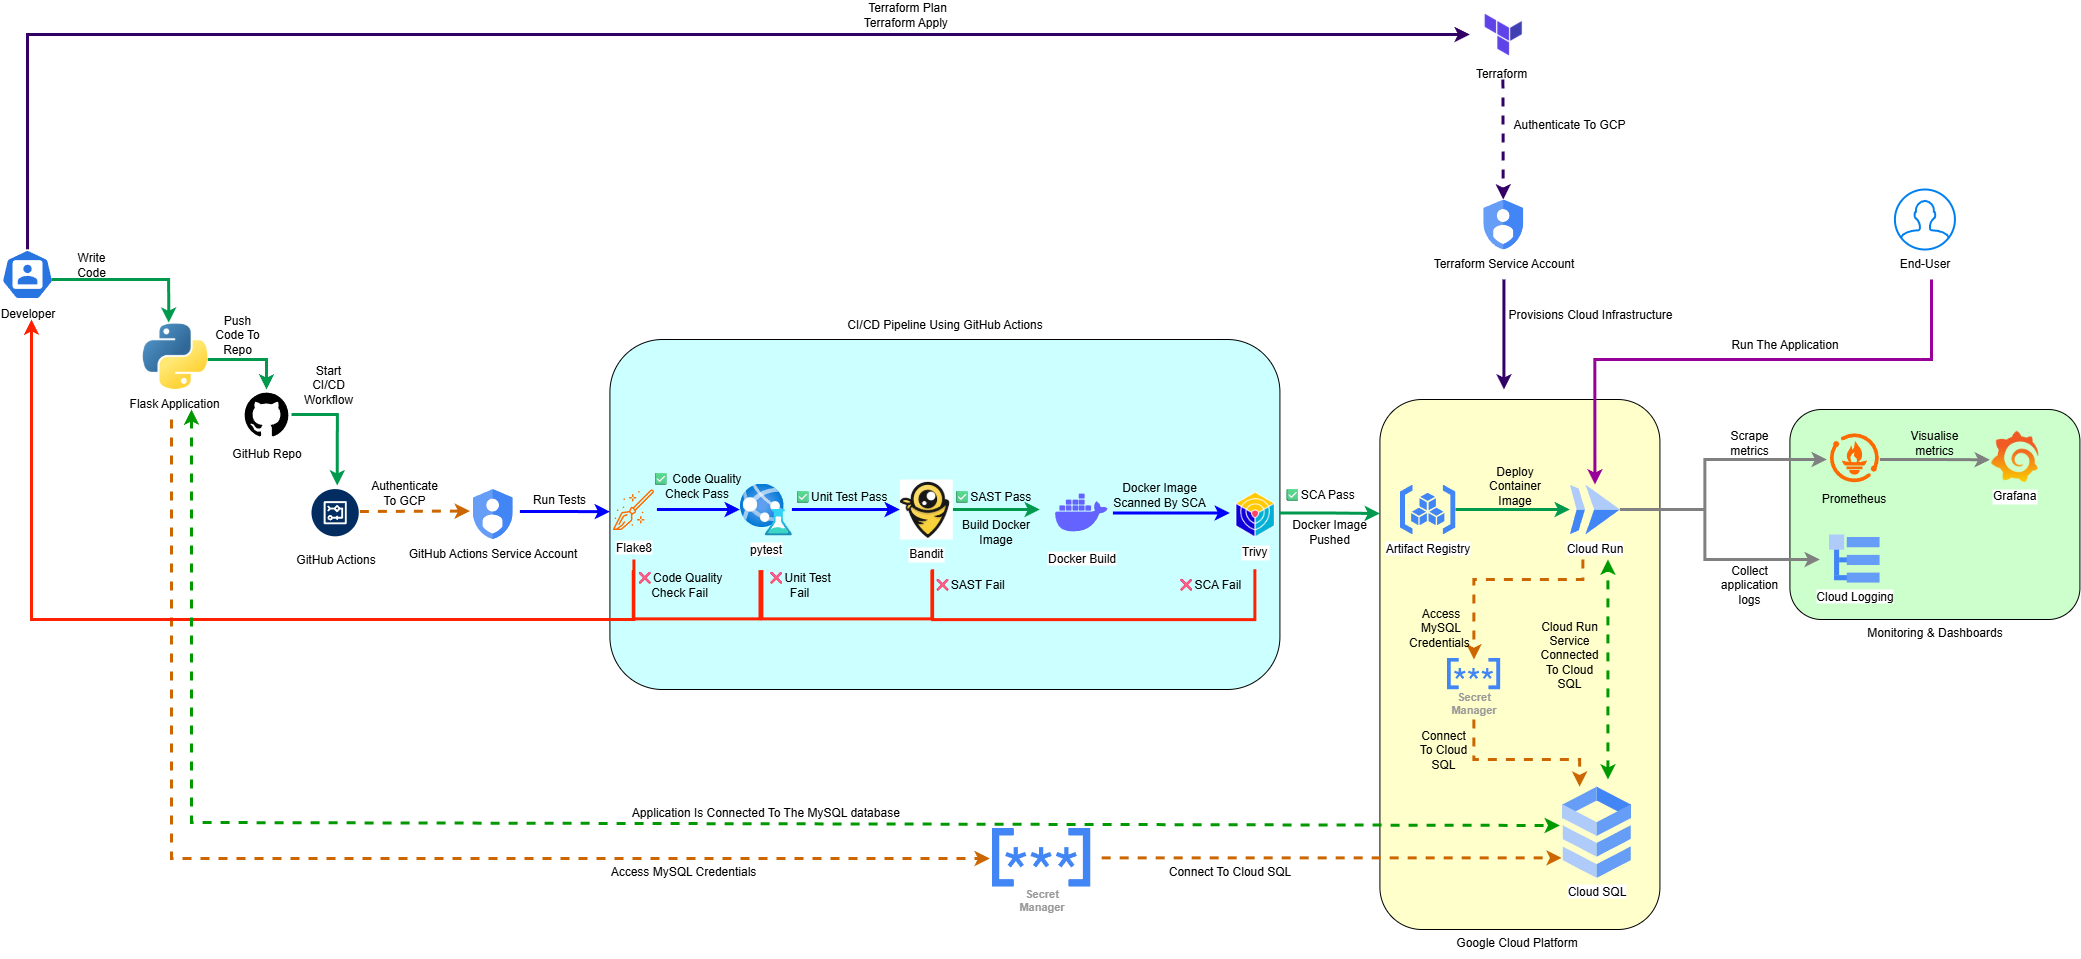 Terraform Plan
Terraform Apply
Terraform
Authenticate To GCP
Terraform Service Account
Provisions Cloud Infrastructure
End-User
Run The Application
Write
Code
Developer
Push
Code To
Repo
Flask Application
Start
CI/CD
Workflow
GitHub Repo
GitHub Actions
Authenticate
To GCP
GitHub Actions Service Account
Run Tests
CI/CD Pipeline Using GitHub Actions
Flake8
✅ Code Quality
Check Pass
❌ Code Quality
Check Fail
pytest
✅ Unit Test Pass
❌ Unit Test
Fail
Bandit
✅ SAST Pass
Build Docker
Image
❌ SAST Fail
Docker Build
Docker Image
Scanned By SCA
Trivy
❌ SCA Fail
✅ SCA Pass
Docker Image
Pushed
Artifact Registry
Deploy
Container
Image
Cloud Run
Access
MySQL
Credentials
***
Secret
Manager
Connect
To Cloud
SQL
Cloud Run
Service
Connected
To Cloud
SQL
Cloud SQL
Google Cloud Platform
Scrape
metrics
Prometheus
Visualise
metrics
Grafana
Collect
application
logs
Cloud Logging
Monitoring & Dashboards
Application Is Connected To The MySQL database
Access MySQL Credentials
***
Secret
Manager
Connect To Cloud SQL